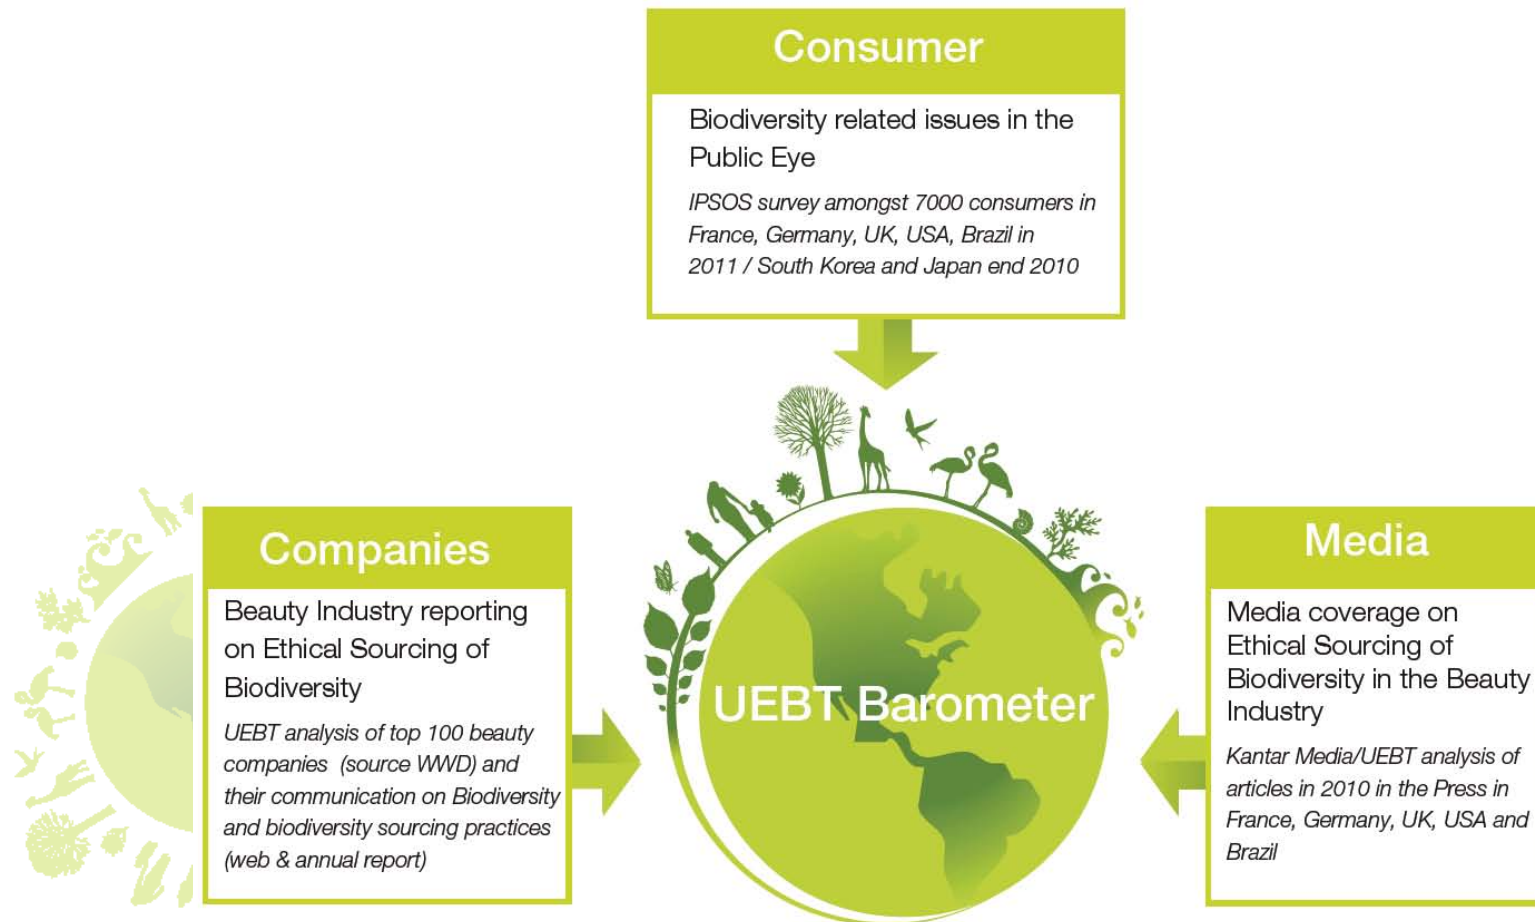 Consumer
Biodiversity related issues in the
Public Eye
IPSOS survey amongst 7000 consumers in
France, Germany, UK, USA, Brazil in
2011 / South Korea and Japan end 2010
Companies
Beauty Industry reporting
on Ethical Sourcing of
Biodiversity
UEBT analysis of top 100 beauty
companies (source WWD) and
their communication on Biodiversity
and biodiversity sourcing practices
(web & annual report)
UEBT Barometer
Media
Media coverage on
Ethical Sourcing of
Biodiversity in the Beauty
Industry
Kantar Media/UEBT analysis of
articles in 2010 in the Press in
France, Germany, UK, USA and
Brazil